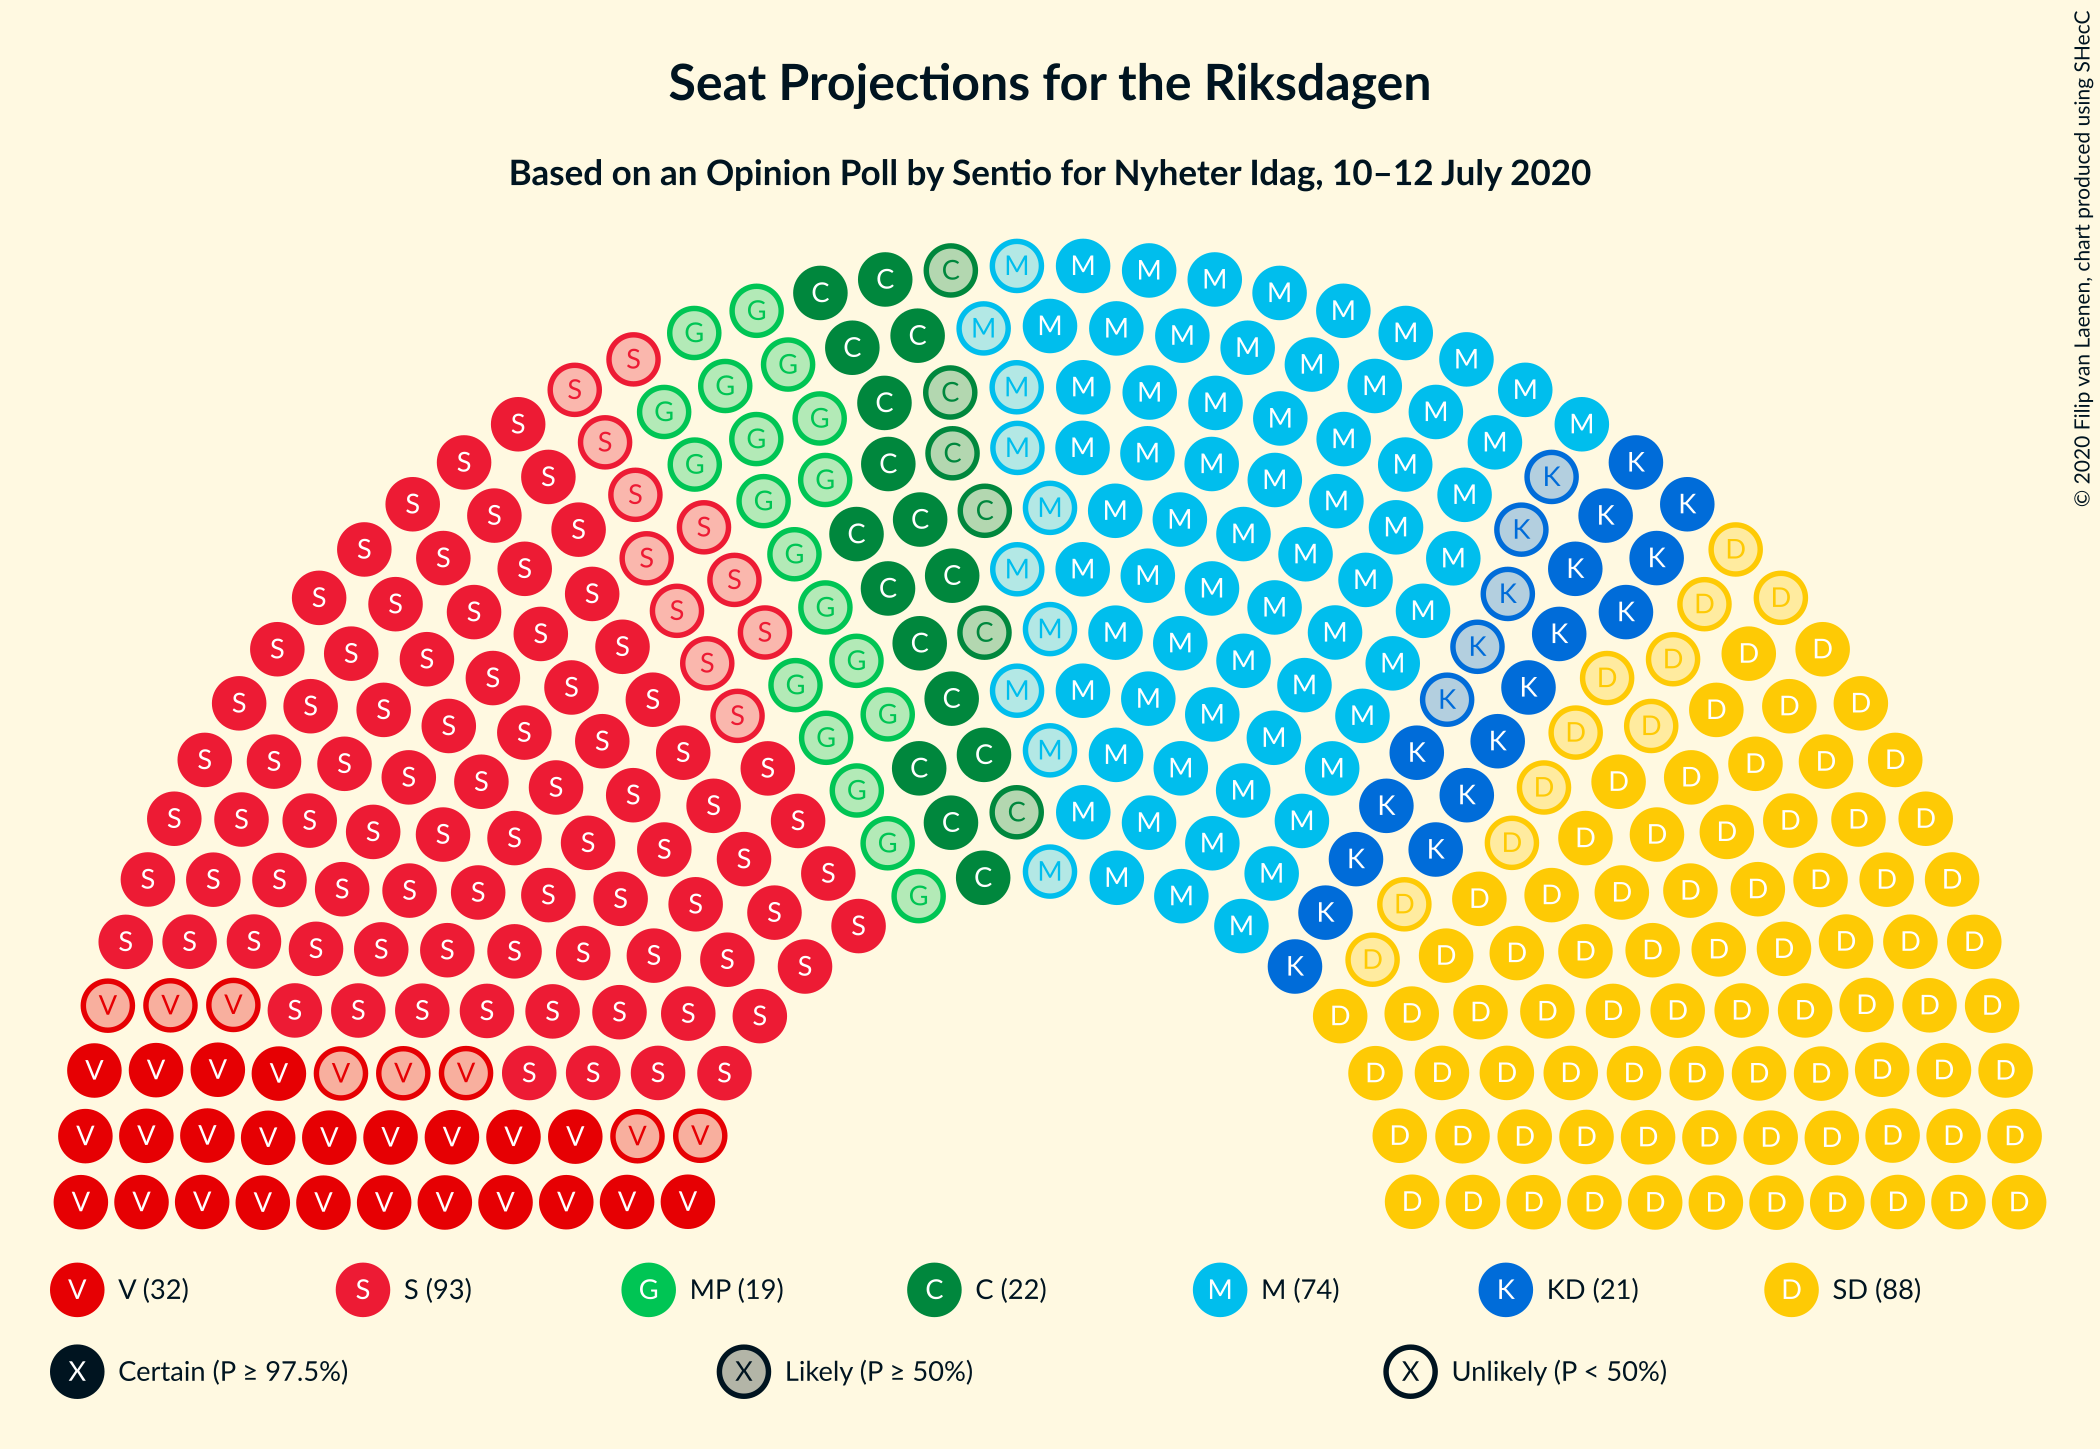 Seat Projections for the Riksdagen
Based on an Opinion Poll by Sentio for Nyheter Idag, 10–12 July 2020
© 2020 Filip van Laenen, chart produced using SHecC
V V (32) S S (93) G MP (19) C C (22) M M (74) K KD (21) D SD (88)
X Certain (P ≥ 97.5%) X Likely (P ≥ 50%) X Unlikely (P < 50%)